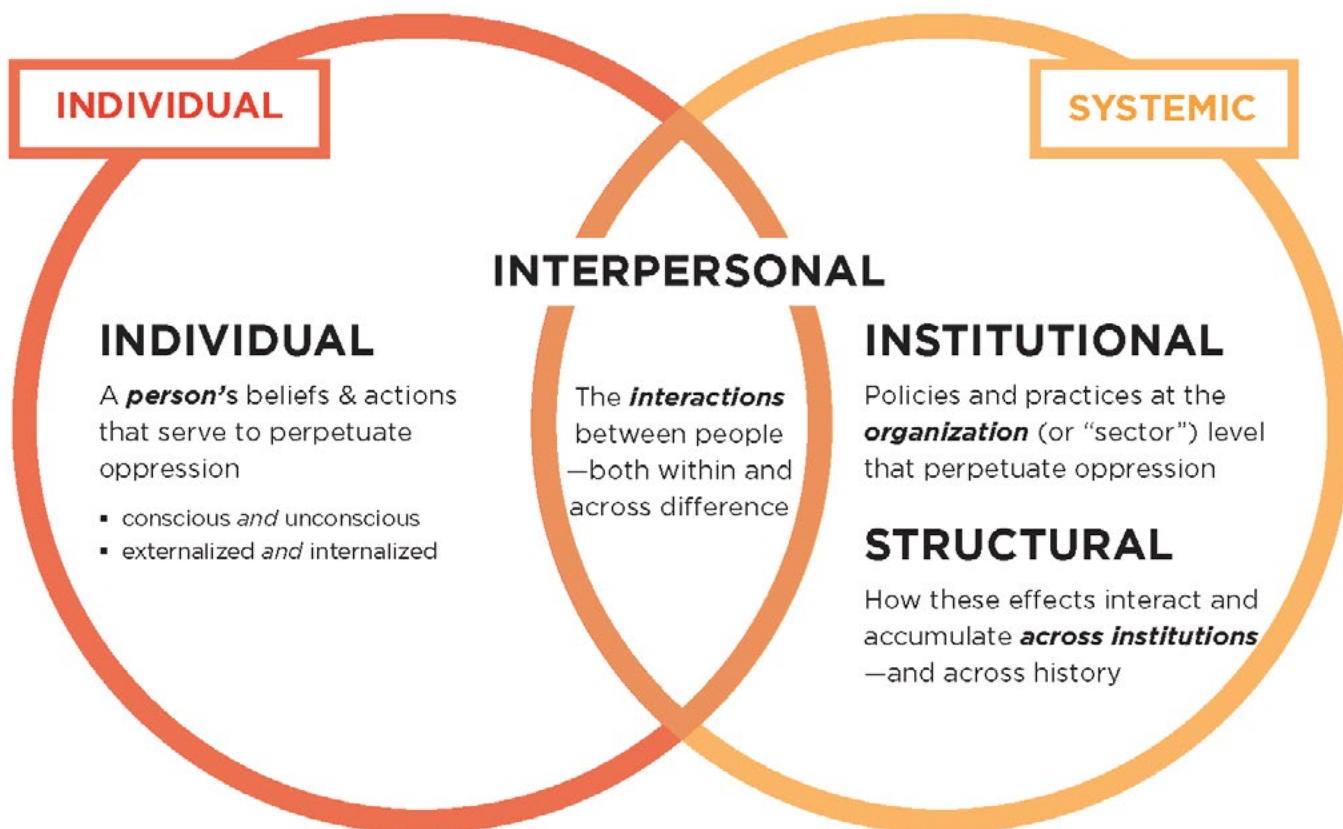 INDIVIDUAL
SYSTEMIC
INTERPERSONAL
INDIVIDUAL
A person's beliefs & actions
that serve to perpetuate
oppression
▪ conscious and unconscious
▪ externalized and internalized
The interactions
between people
—both within and
across difference
INSTITUTIONAL
Policies and practices at the
organization (or “sector”) level
that perpetuate oppression
STRUCTURAL
How these effects interact and
accumulate across institutions
—and across history